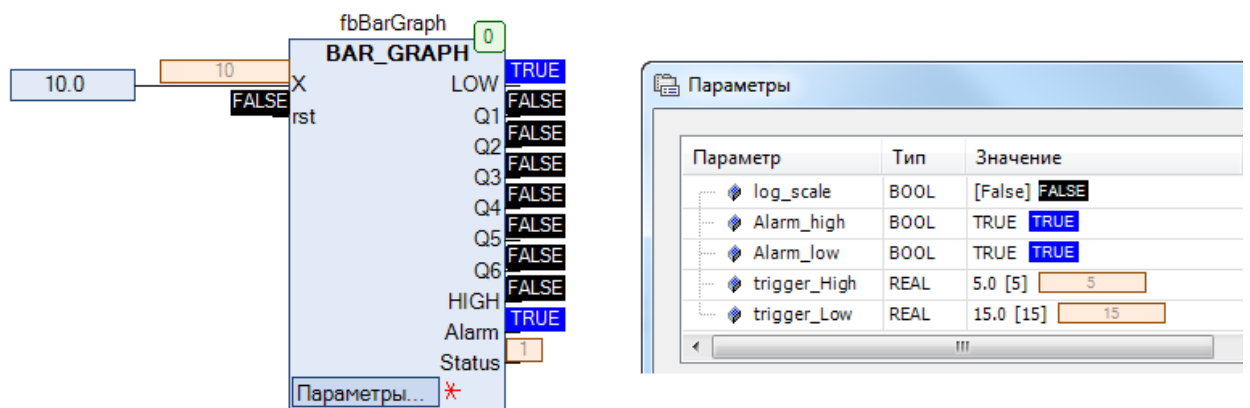 fbBarGraph
0
BAR_GRAPH
10.0
10
X
LOW
TRUE
FALSE
rst
Q1
FALSE
Q2
FALSE
Q3
FALSE
Q4
FALSE
Q5
FALSE
Q6
FALSE
HIGH
FALSE
Alarm
TRUE
Status
1
Параметры...
Параметры
Параметр Тип Значение
log_scale BOOL [False] FALSE
Alarm_high BOOL TRUE TRUE
Alarm_low BOOL TRUE TRUE
trigger_High REAL 5.0 [5] 5
trigger_Low REAL 15.0 [15] 15